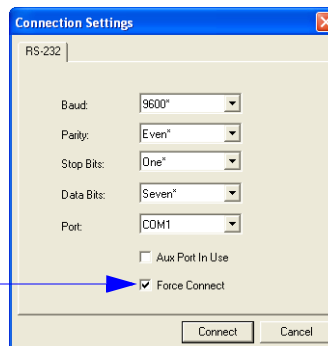 Connection Settings
RS-232
Baud: 9600*
Parity: Even*
Stop Bits: One*
Data Bits: Seven*
Port: COM1
Aux Port In Use
Force Connect
Connect Cancel